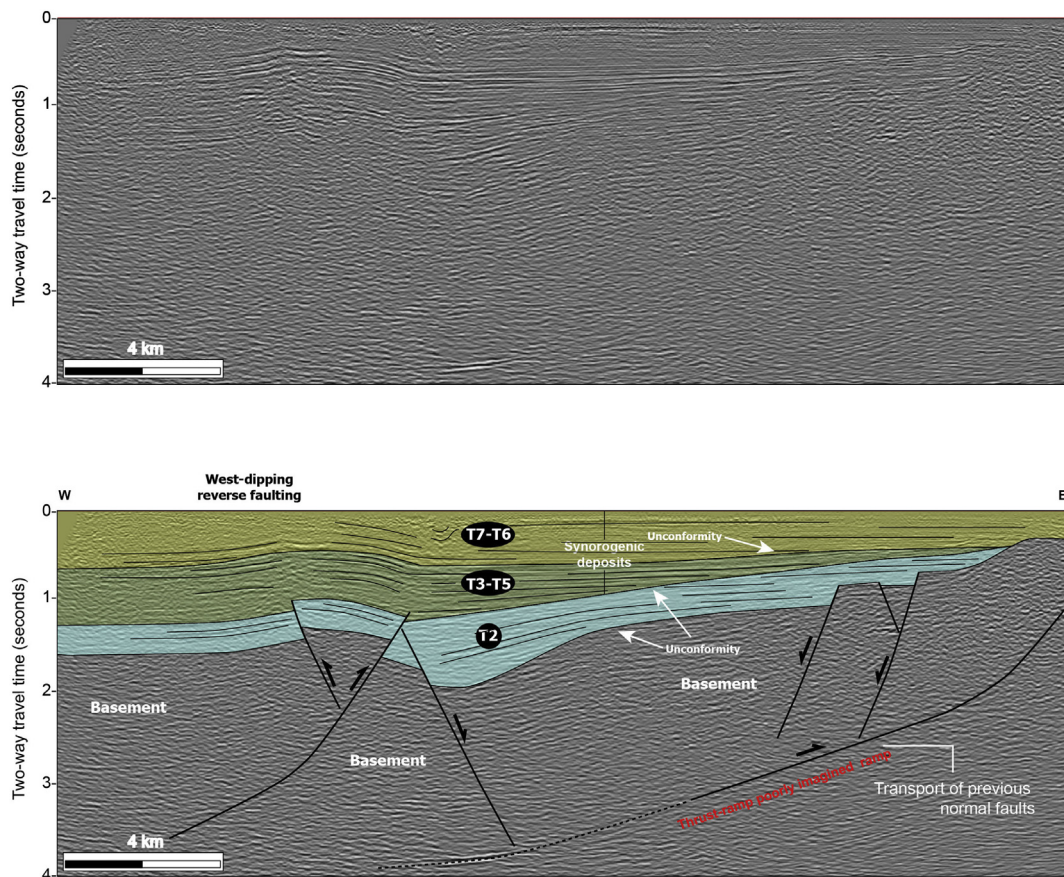 0
1
2
3
4
Two-way travel time (seconds)
4 km
West-dipping
reverse faulting
W
E
0
1
2
3
4
Two-way travel time (seconds)
T7-T6
Synorogenic
deposits
Unconformity
T3-T5
T2
Unconformity
Basement
Basement
Basement
Thrust-ramp poorly imagined ramp
Transport of previous
normal faults
4 km